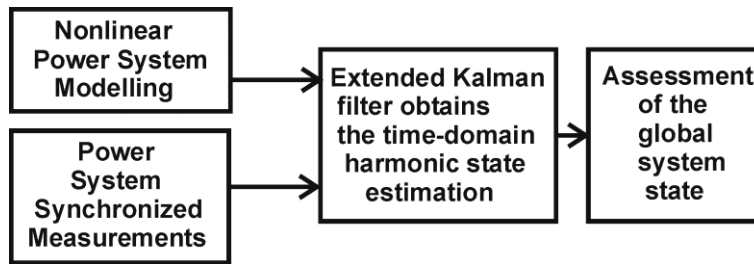 Nonlinear
Power System
Modelling
Power
System
Synchronized
Measurements
Extended Kalman
filter obtains
the time-domain
harmonic state
estimation
Assessment
of the
global
system
state